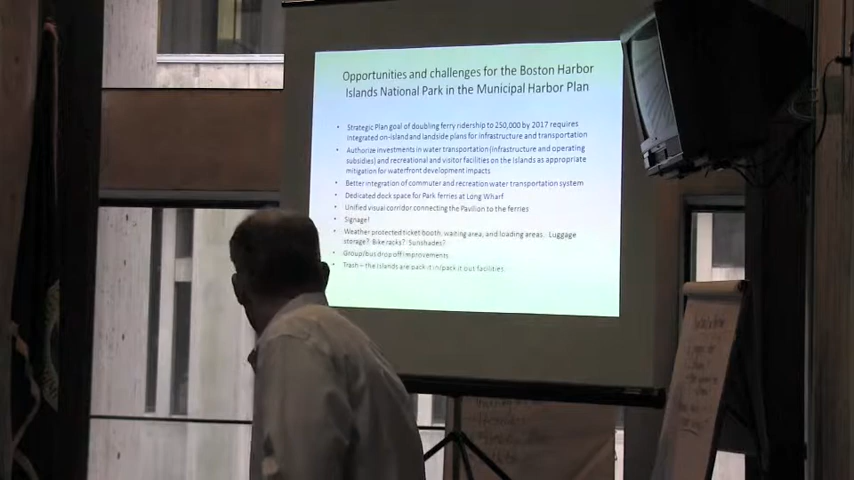 Opportunities and challenges for the Boston Harbor
Islands National Park in the Municipal Harbor Plan
• Strategic Plan goal of doubling ferry ridership to 250,000 by 2017 requires
integrated on-island and landside plans for infrastructure and transportation
• Authorize investments in water transportation (infrastructure and operating
subsidies) and recreational and visitor facilities on the Islands as appropriate
mitigation for waterfront development impacts
• Better integration of commuter and recreation water transportation system
• Dedicated dock space for Park ferries at Long Wharf
• Unified visual corridor connecting the Pavilion to the ferries
• Signage!
• Weather protected ticket booth, waiting area, and loading areas. Luggage
storage? Bike racks? Sunshades?
• Group/bus drop off improvements
• Trash – the Islands are pack it in/pack it out facilities.